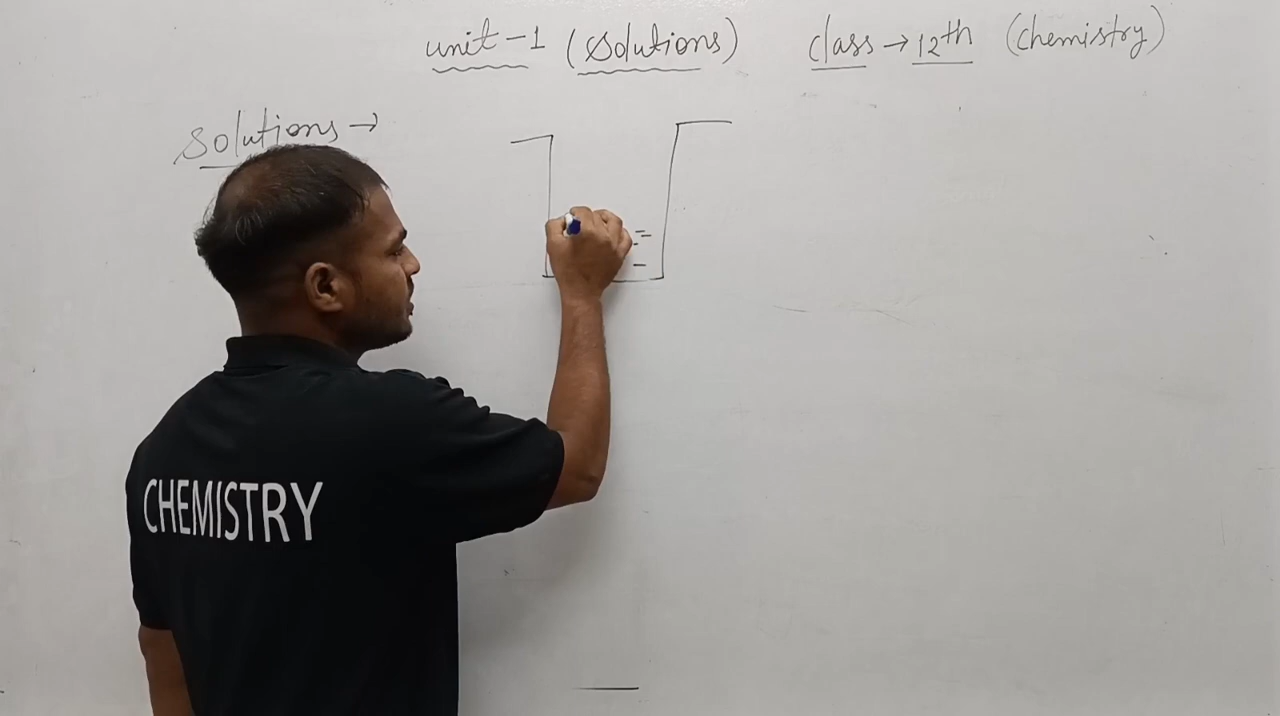 unit-1 (Solutions) class → 12th (chemistry)
Solutions →
CHEMISTRY